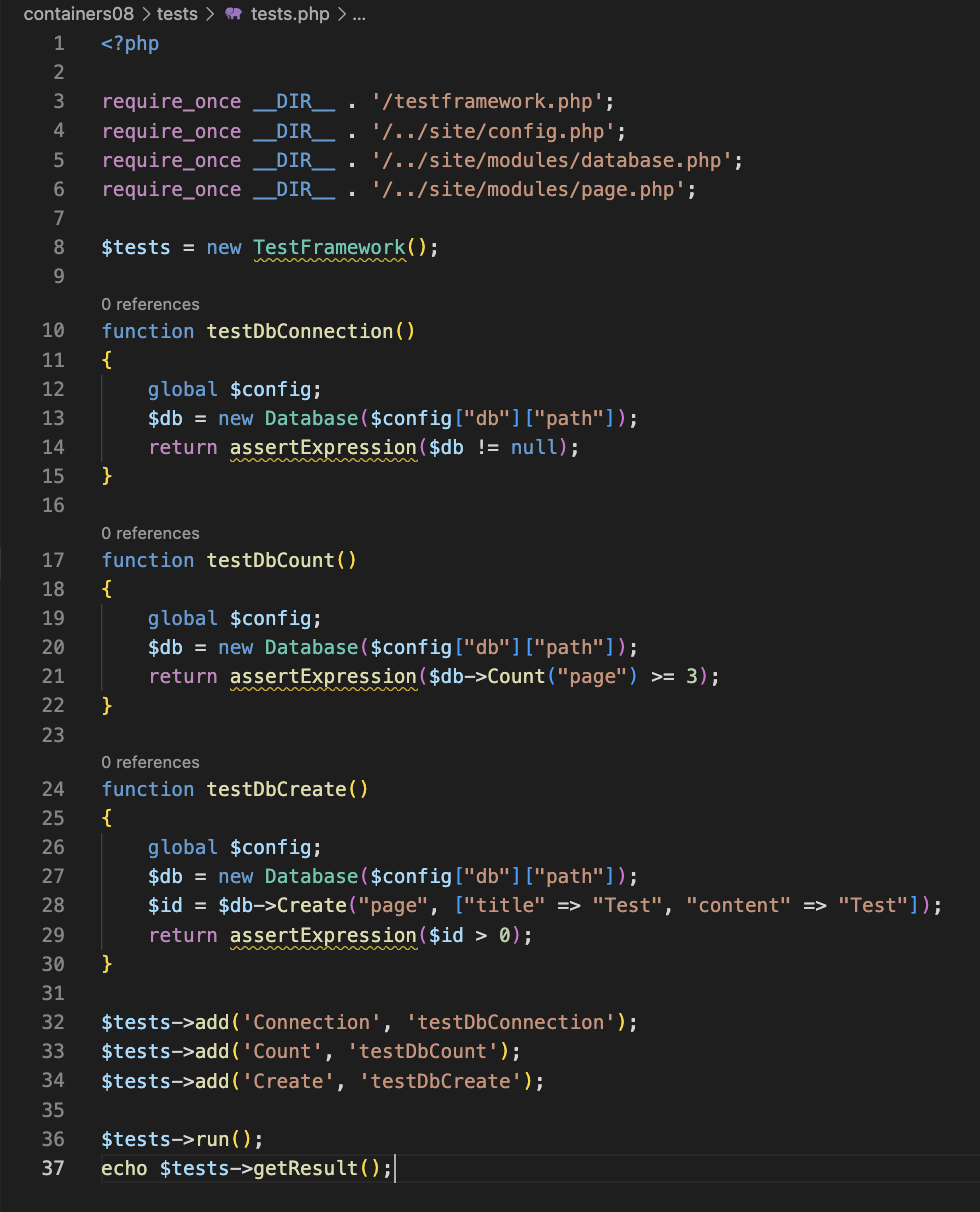 containers08 > tests > tests.php > ...
1 <?php
2
3 require_once __DIR__ . '/testframework.php';
4 require_once __DIR__ . '/../site/config.php';
5 require_once __DIR__ . '/../site/modules/database.php';
6 require_once __DIR__ . '/../site/modules/page.php';
7
8 $tests = new TestFramework();
9
0 references
10 function testDbConnection()
11 {
12     global $config;
13     $db = new Database($config["db"]["path"]);
14     return assertExpression($db != null);
15 }
16
0 references
17 function testDbCount()
18 {
19     global $config;
20     $db = new Database($config["db"]["path"]);
21     return assertExpression($db->Count("page") >= 3);
22 }
23
0 references
24 function testDbCreate()
25 {
26     global $config;
27     $db = new Database($config["db"]["path"]);
28     $id = $db->Create("page", ["title" => "Test", "content" => "Test"]);
29     return assertExpression($id > 0);
30 }
31
32 $tests->add('Connection', 'testDbConnection');
33 $tests->add('Count', 'testDbCount');
34 $tests->add('Create', 'testDbCreate');
35
36 $tests->run();
37 echo $tests->getResult();